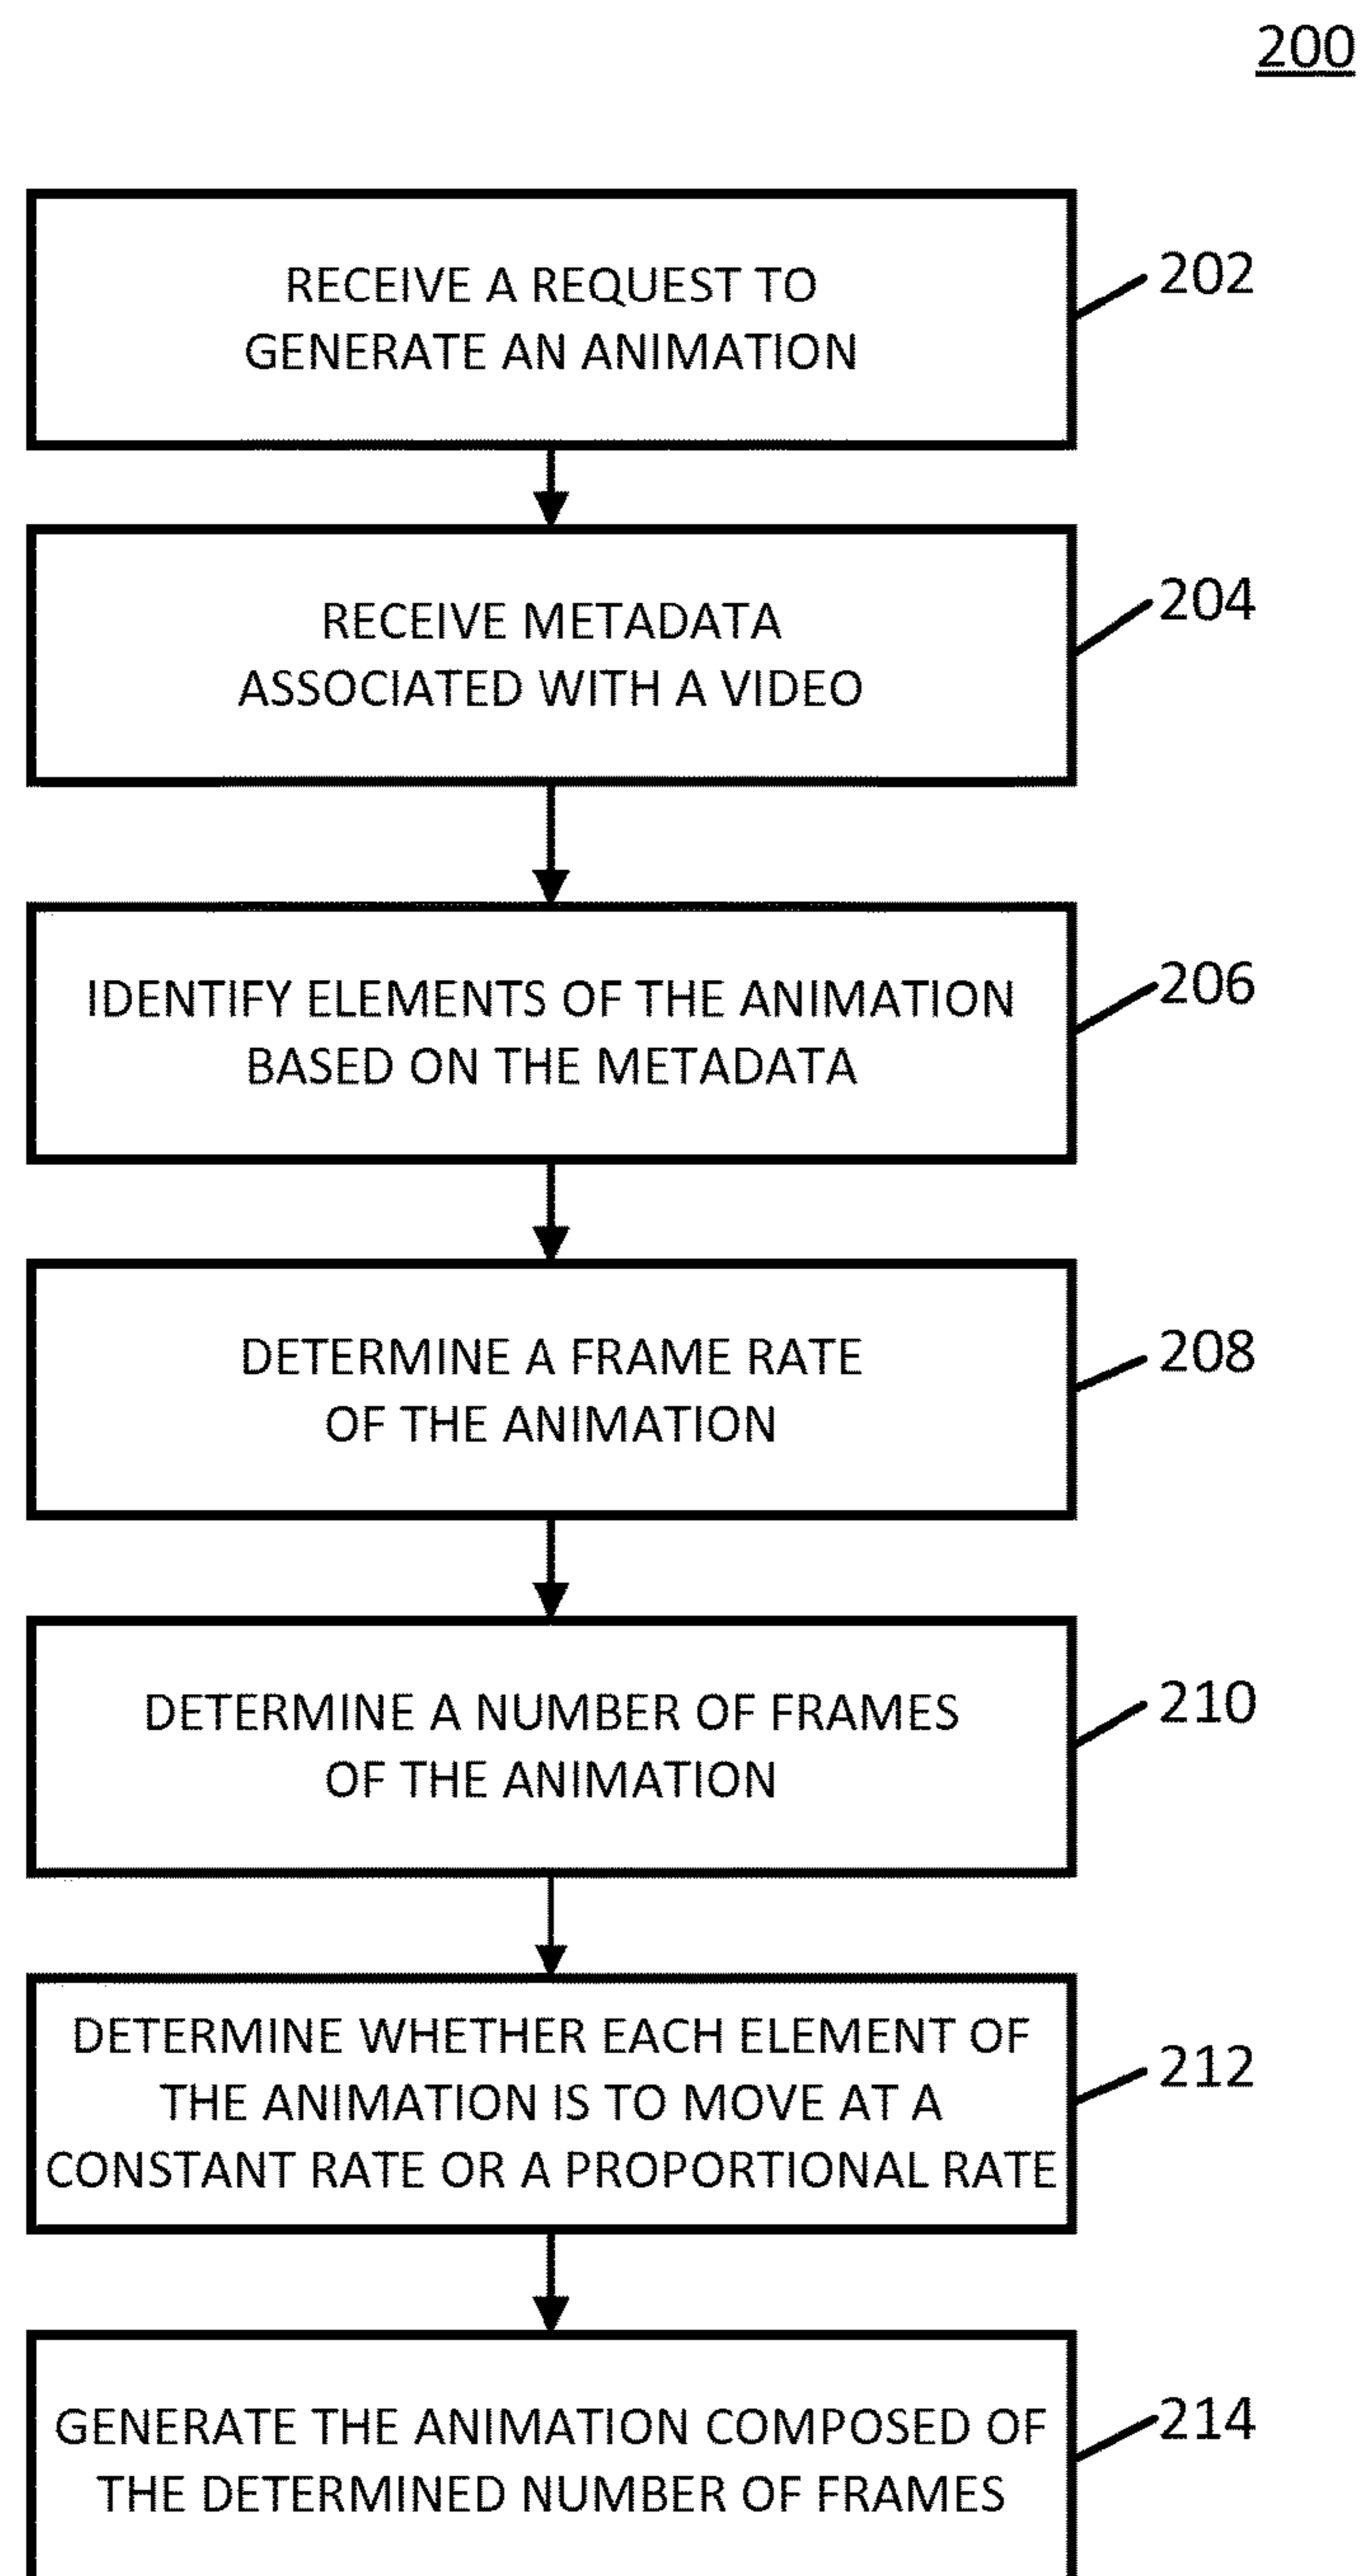 200
RECEIVE A REQUEST TO
GENERATE AN ANIMATION
202
RECEIVE METADATA
ASSOCIATED WITH A VIDEO
204
IDENTIFY ELEMENTS OF THE ANIMATION
BASED ON THE METADATA
206
DETERMINE A FRAME RATE
OF THE ANIMATION
208
DETERMINE A NUMBER OF FRAMES
OF THE ANIMATION
210
DETERMINE WHETHER EACH ELEMENT OF
THE ANIMATION IS TO MOVE AT A
CONSTANT RATE OR A PROPORTIONAL RATE
212
GENERATE THE ANIMATION COMPOSED OF
THE DETERMINED NUMBER OF FRAMES
214